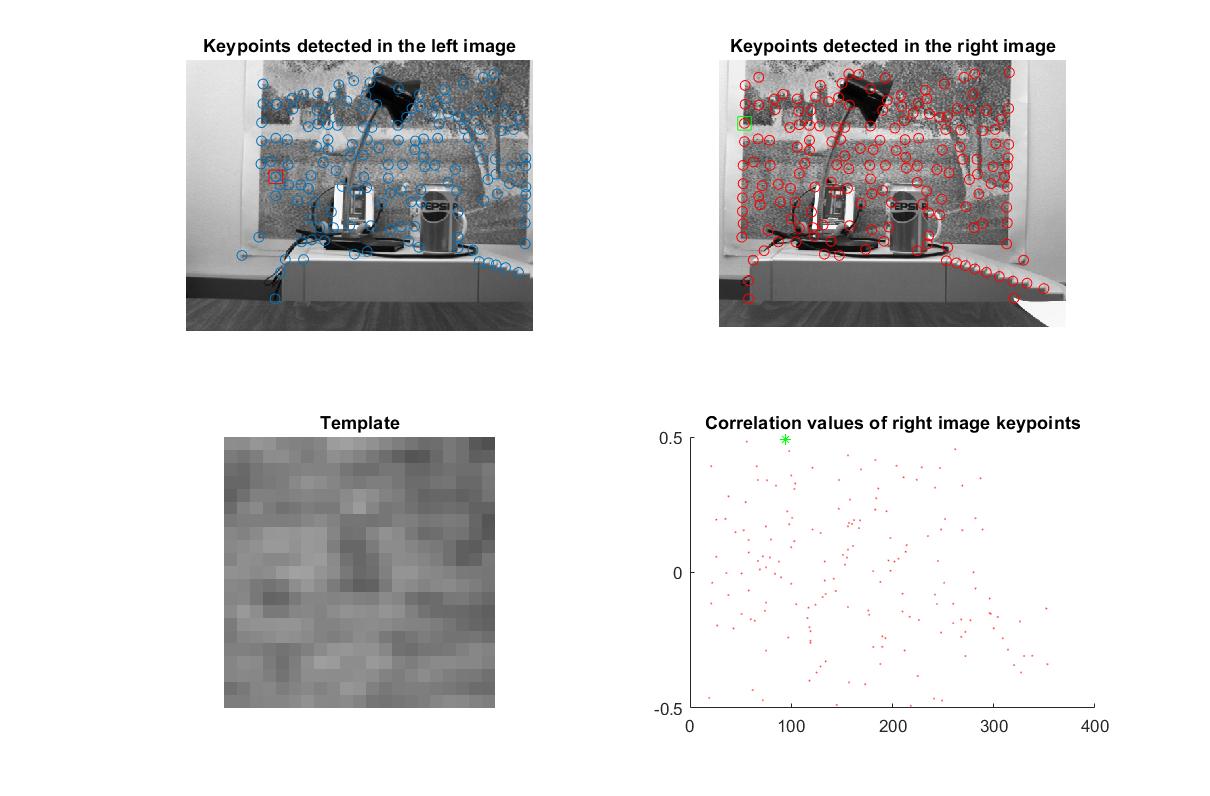 Keypoints detected in the left image
Keypoints detected in the right image
PEPSI P
PEPSI P
Template
Correlation values of right image keypoints
0.5
0
-0.5
0
100
200
300
400